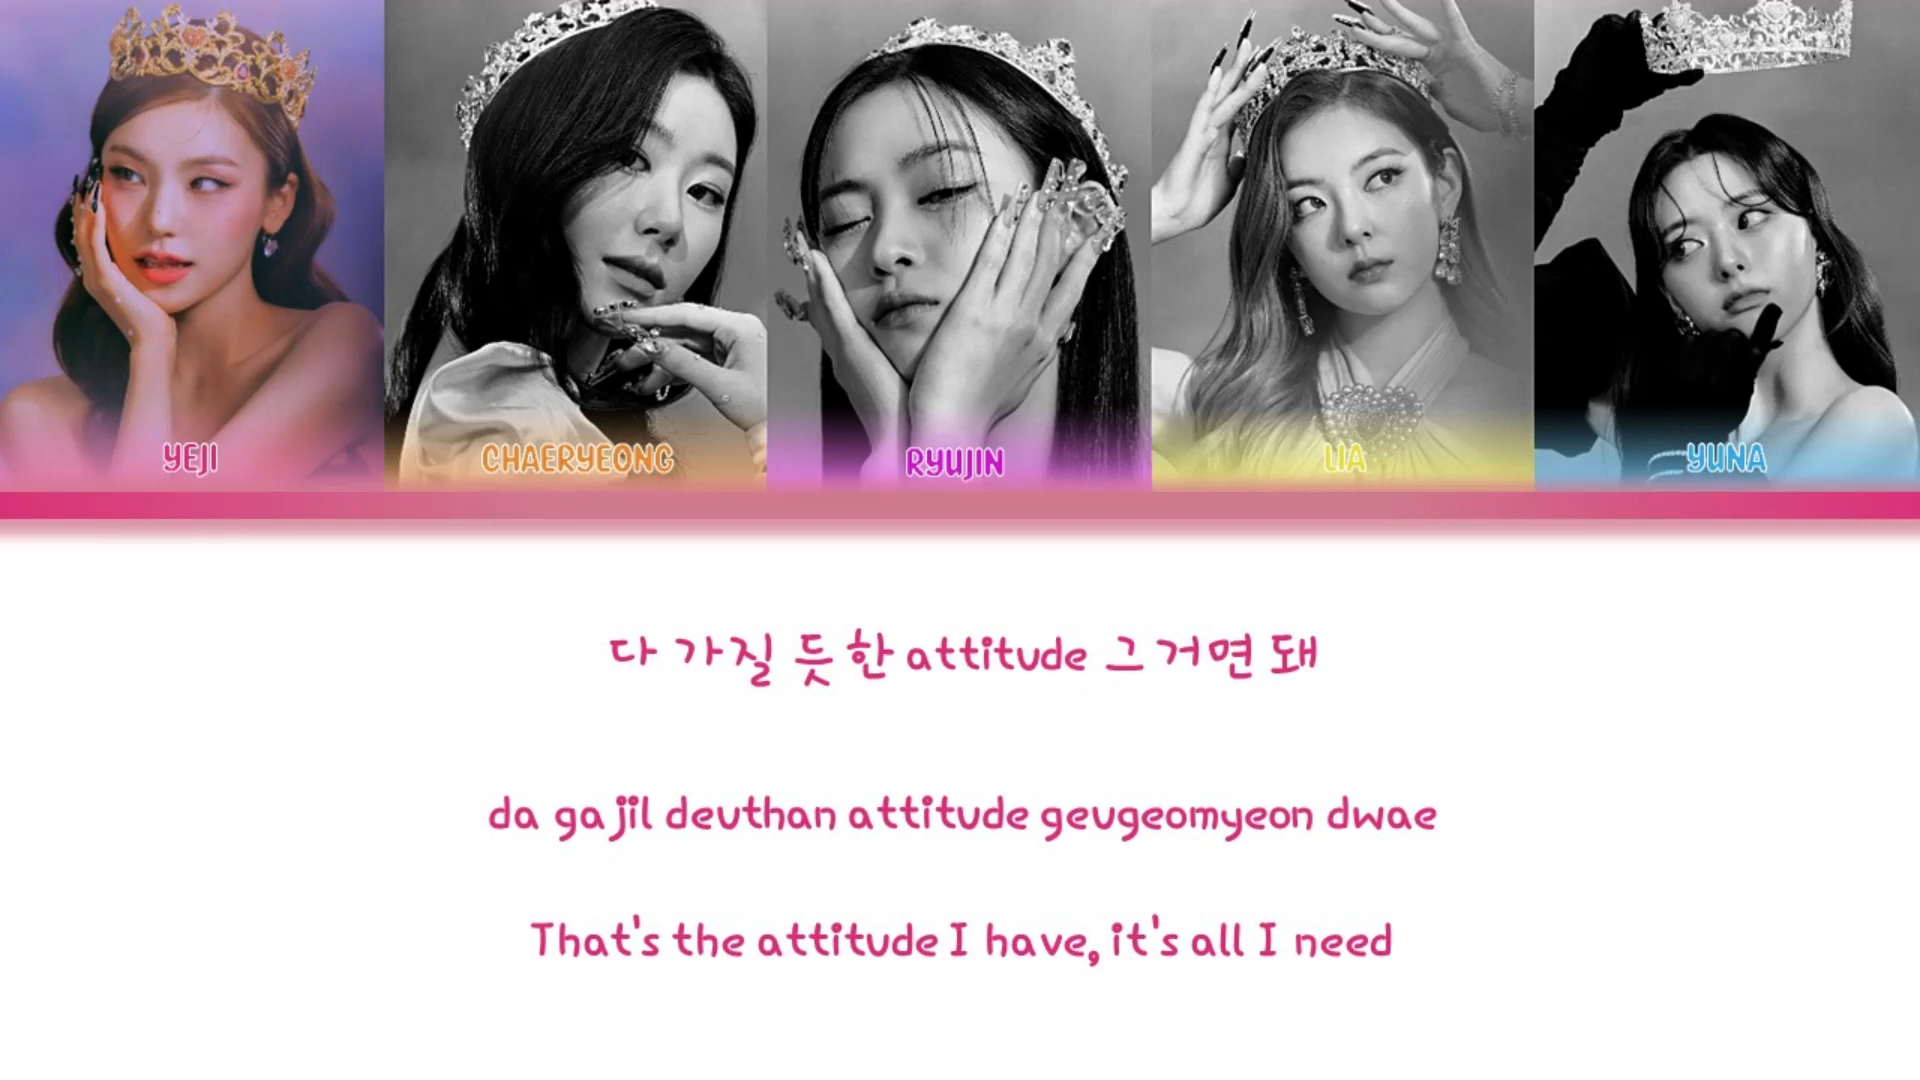 YEJI
CHAERYEONG
RYUJIN
LIA
YUNA
다 가질 듯 한 attitude 그거면 돼
da gajil deuthan attitude geugeomyeon dwae
That's the attitude I have, it's all I need